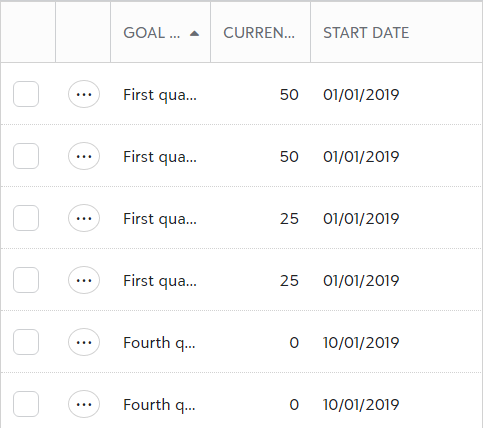 GOAL ... CURREN... START DATE
First qua... 50 01/01/2019
First qua... 50 01/01/2019
First qua... 25 01/01/2019
First qua... 25 01/01/2019
Fourth q... 0 10/01/2019
Fourth q... 0 10/01/2019